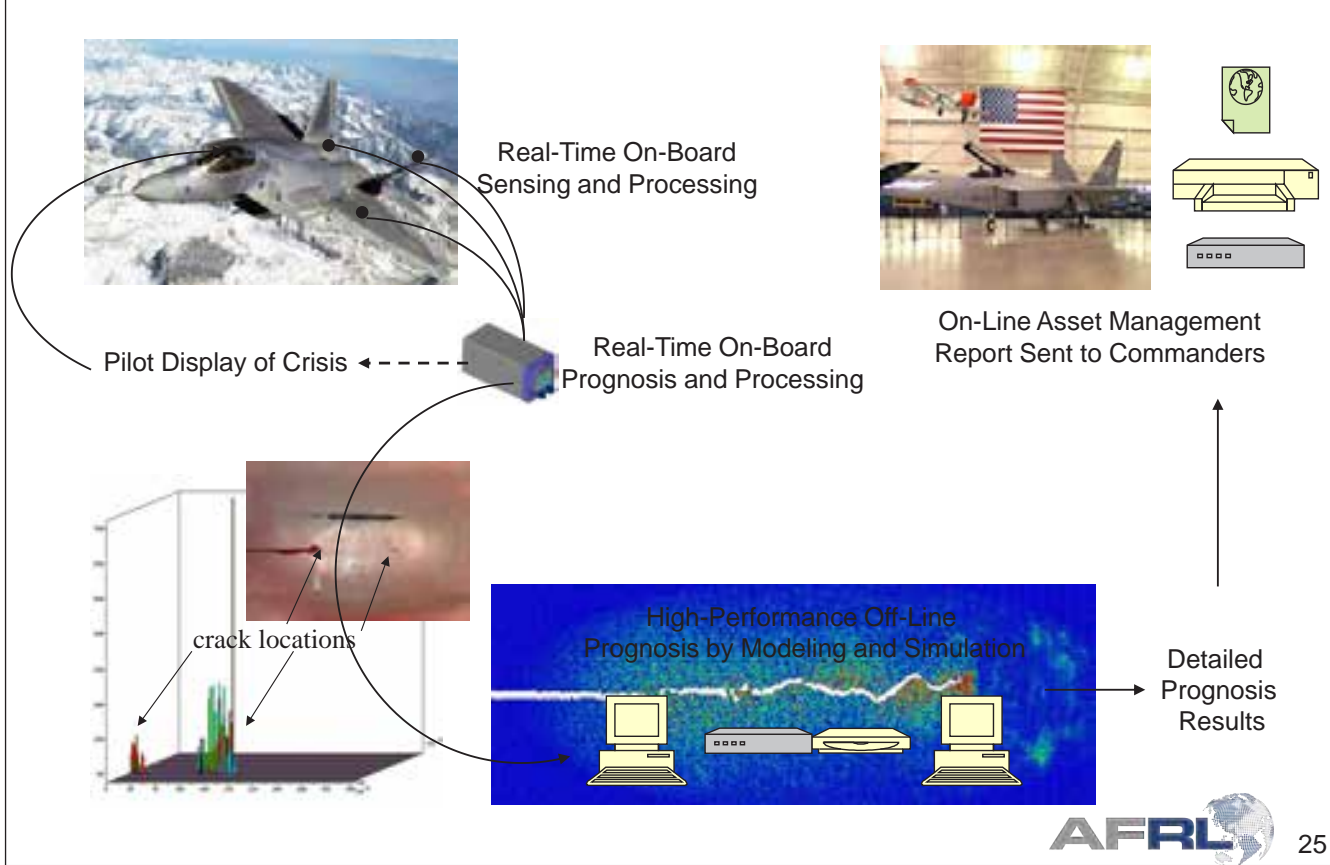 Real-Time On-Board
Sensing and Processing
On-Line Asset Management
Report Sent to Commanders
Pilot Display of Crisis
Real-Time On-Board
Prognosis and Processing
crack locations
High-Performance Off-Line
Prognosis by Modeling and Simulation
Detailed
Prognosis
Results
AFRL
25